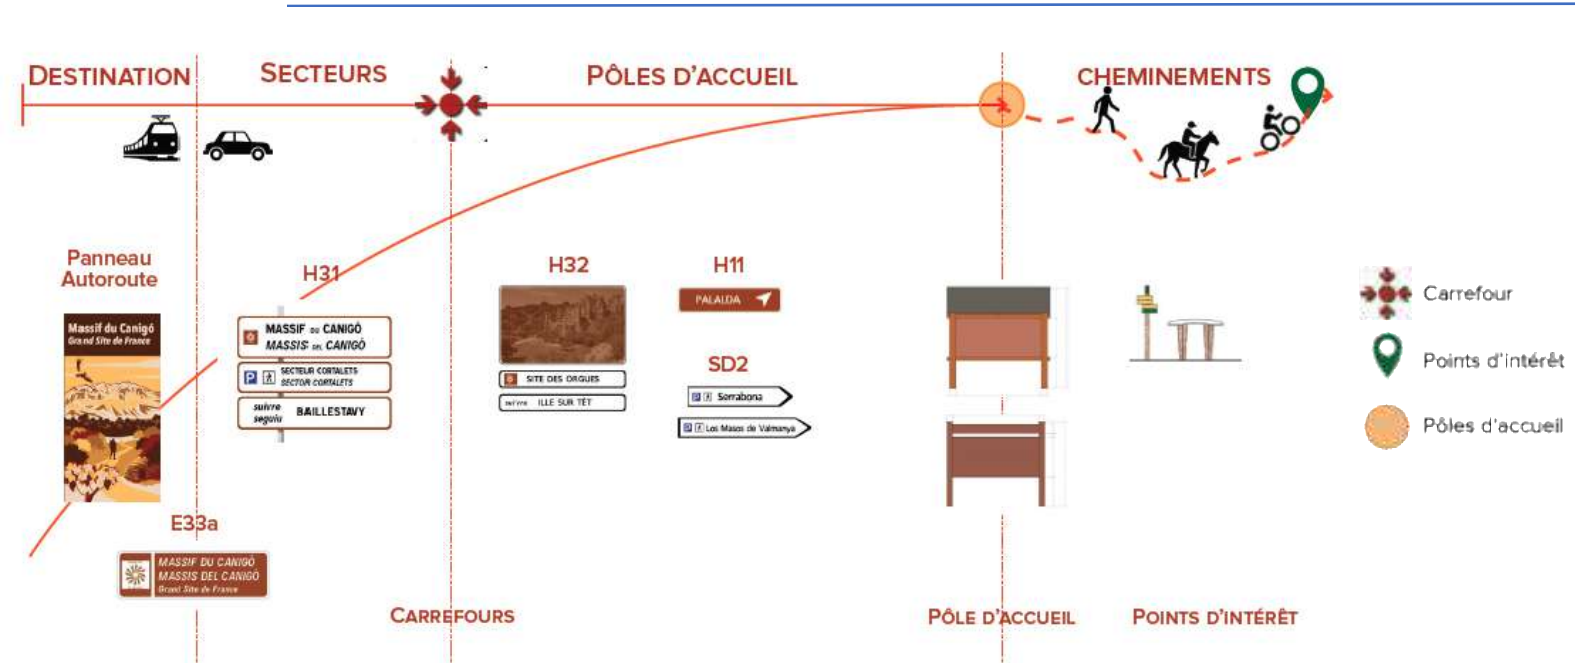 DESTINATION
SECTEURS
PÔLES D'ACCUEIL
CHEMINEMENTS
Panneau
Autoroute
Massif du Canigó
Grand Site de France
E33a
MASSIF DU CANIGÓ
MASSIS DEL CANIGÓ
Grand Site de France
H31
MASSIF DU CANIGÓ
MASSIS DEL CANIGÓ
P SECTEUR CORTALETS
SECTOR CORTALETS
suivre
seguiu
BAILLESTAVY
H32
SITE DES ORGUES
suivre ILLE SUR TÊT
H11
PALALDA
SD2
P Serrabona
P Los Masos de Valmanya
Carrefour
Points d'intérêt
Pôles d'accueil
CARREFOURS
PÔLE D'ACCUEIL
POINTS D'INTÉRÊT